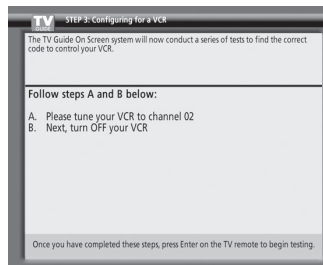 TV
GUIDE
STEP 3: Configuring for a VCR
The TV Guide On Screen system will now conduct a series of tests to find the correct
code to control your VCR.
Follow steps A and B below:
A. Please tune your VCR to channel 02
B. Next, turn OFF your VCR
Once you have completed these steps, press Enter on the TV remote to begin testing.